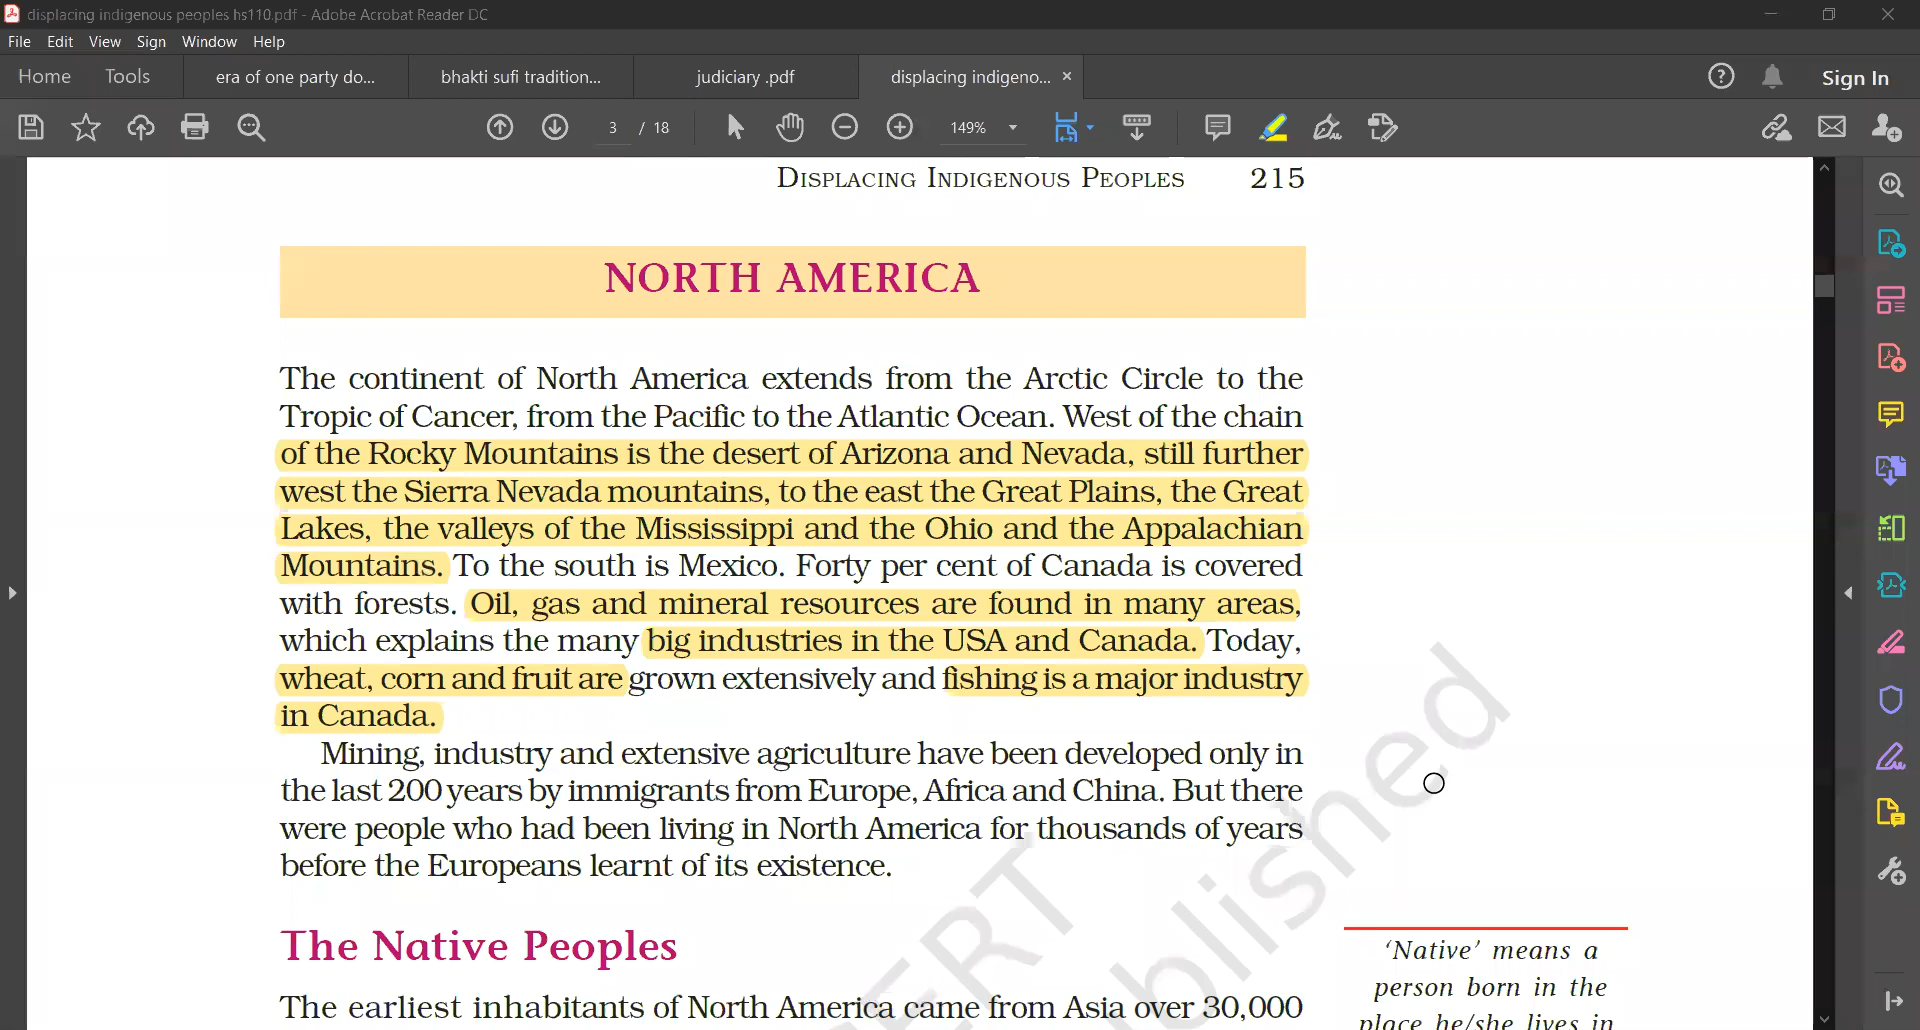 displacing indigenous peoples hs110.pdf - Adobe Acrobat Reader DC
File Edit View Sign Window Help
Home Tools era of one party do... bhakti sufi tradition... judiciary .pdf displacing indigeno... × Sign In
3 / 18 149%
DISPLACING INDIGENOUS PEOPLES 215
NORTH AMERICA
The continent of North America extends from the Arctic Circle to the
Tropic of Cancer, from the Pacific to the Atlantic Ocean. West of the chain
of the Rocky Mountains is the desert of Arizona and Nevada, still further
west the Sierra Nevada mountains, to the east the Great Plains, the Great
Lakes, the valleys of the Mississippi and the Ohio and the Appalachian
Mountains. To the south is Mexico. Forty per cent of Canada is covered
with forests. Oil, gas and mineral resources are found in many areas,
which explains the many big industries in the USA and Canada. Today,
wheat, corn and fruit are grown extensively and fishing is a major industry
in Canada.
Mining, industry and extensive agriculture have been developed only in
the last 200 years by immigrants from Europe, Africa and China. But there
were people who had been living in North America for thousands of years
before the Europeans learnt of its existence.
The Native Peoples
The earliest inhabitants of North America came from Asia over 30,000
'Native' means a
person born in the
place he/she lives in
ERT
blished